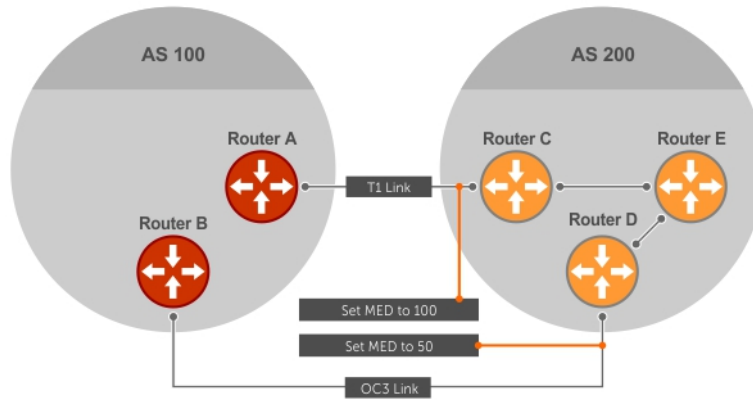 AS 100
AS 200
Router A
Router C
Router E
T1 Link
Router B
Router D
Set MED to 100
Set MED to 50
OC3 Link